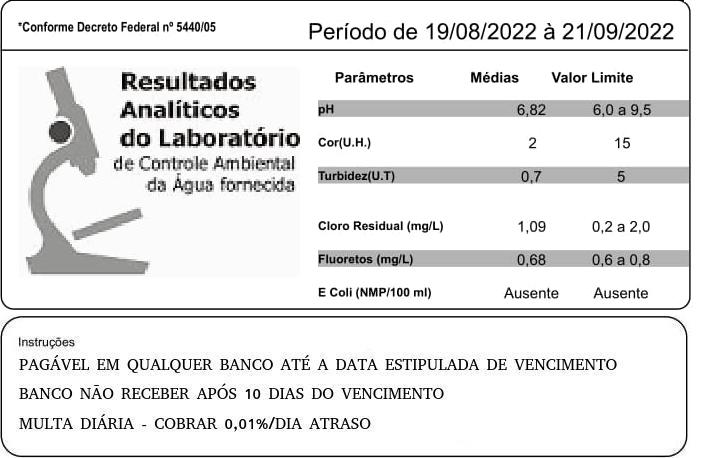 *Conforme Decreto Federal nº 5440/05
Período de 19/08/2022 à 21/09/2022
Resultados
Analíticos
do Laboratório
de Controle Ambiental
da Água fornecida
Parâmetros Médias Valor Limite
pH 6,82 6,0 a 9,5
Cor(U.H.) 2 15
Turbidez(U.T) 0,7 5
Cloro Residual (mg/L) 1,09 0,2 a 2,0
Fluoretos (mg/L) 0,68 0,6 a 0,8
E Coli (NMP/100 ml) Ausente Ausente
Instruções
PAGÁVEL EM QUALQUER BANCO ATÉ A DATA ESTIPULADA DE VENCIMENTO
BANCO NÃO RECEBER APÓS 10 DIAS DO VENCIMENTO
MULTA DIÁRIA - COBRAR 0,01%/DIA ATRASO